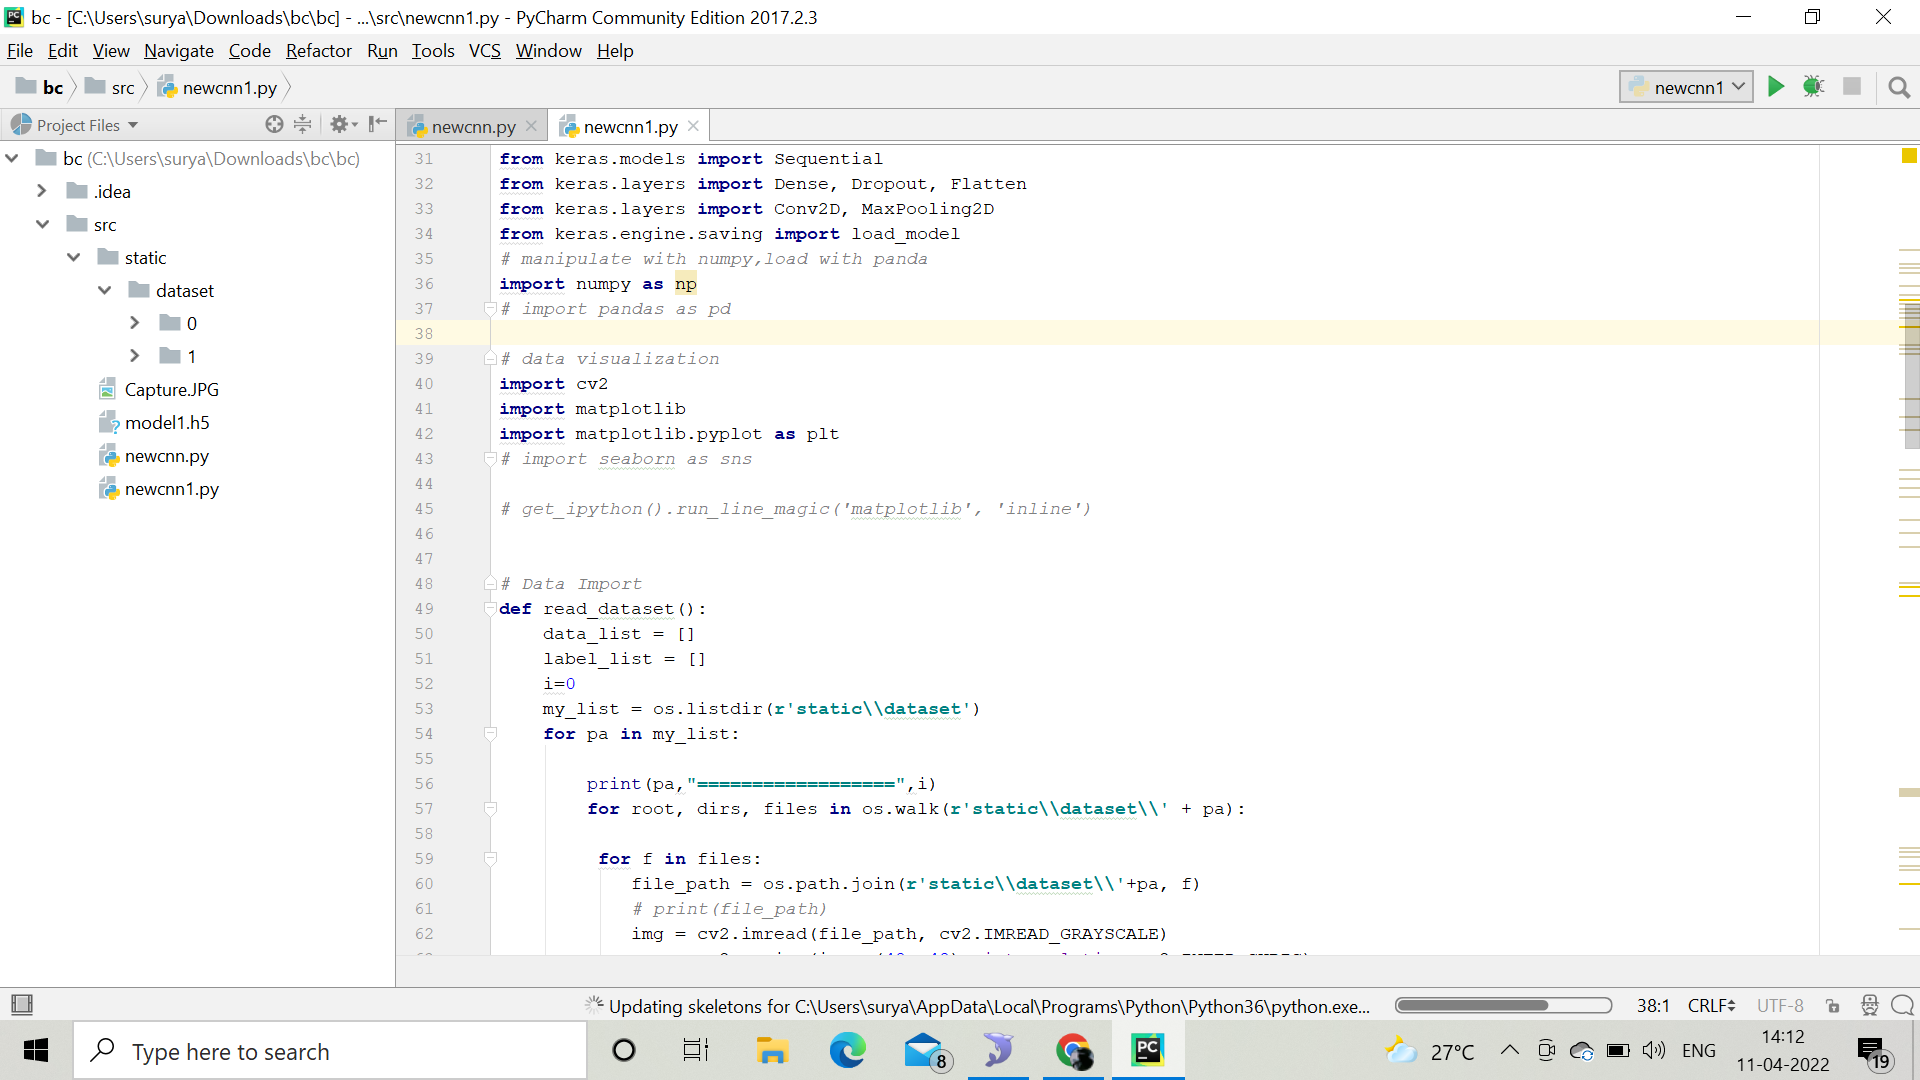 bc - [C:\Users\surya\Downloads\bc\bc] - ...\src\newcnn1.py - PyCharm Community Edition 2017.2.3
File Edit View Navigate Code Refactor Run Tools VCS Window Help
bc src newcnn1.py newcnn1
Project Files newcnn.py newcnn1.py
bc (C:\Users\surya\Downloads\bc\bc)
.idea
src
static
dataset
0
1
Capture.JPG
model1.h5
newcnn.py
newcnn1.py
31 from keras.models import Sequential
32 from keras.layers import Dense, Dropout, Flatten
33 from keras.layers import Conv2D, MaxPooling2D
34 from keras.engine.saving import load_model
35 # manipulate with numpy,load with panda
36 import numpy as np
37 # import pandas as pd
38
39 # data visualization
40 import cv2
41 import matplotlib
42 import matplotlib.pyplot as plt
43 # import seaborn as sns
44
45 # get_ipython().run_line_magic('matplotlib', 'inline')
46
47
48 # Data Import
49 def read_dataset():
50 data_list = []
51 label_list = []
52 i=0
53 my_list = os.listdir(r'static\\dataset')
54 for pa in my_list:
55
56 print(pa,"==================",i)
57 for root, dirs, files in os.walk(r'static\\dataset\\' + pa):
58
59 for f in files:
60 file_path = os.path.join(r'static\\dataset\\'+pa, f)
61 # print(file_path)
62 img = cv2.imread(file_path, cv2.IMREAD_GRAYSCALE)
Updating skeletons for C:\Users\surya\AppData\Local\Programs\Python\Python36\python.exe... 38:1 CRLF UTF-8
Type here to search 8 PC 27°C ENG 14:12
11-04-2022 19